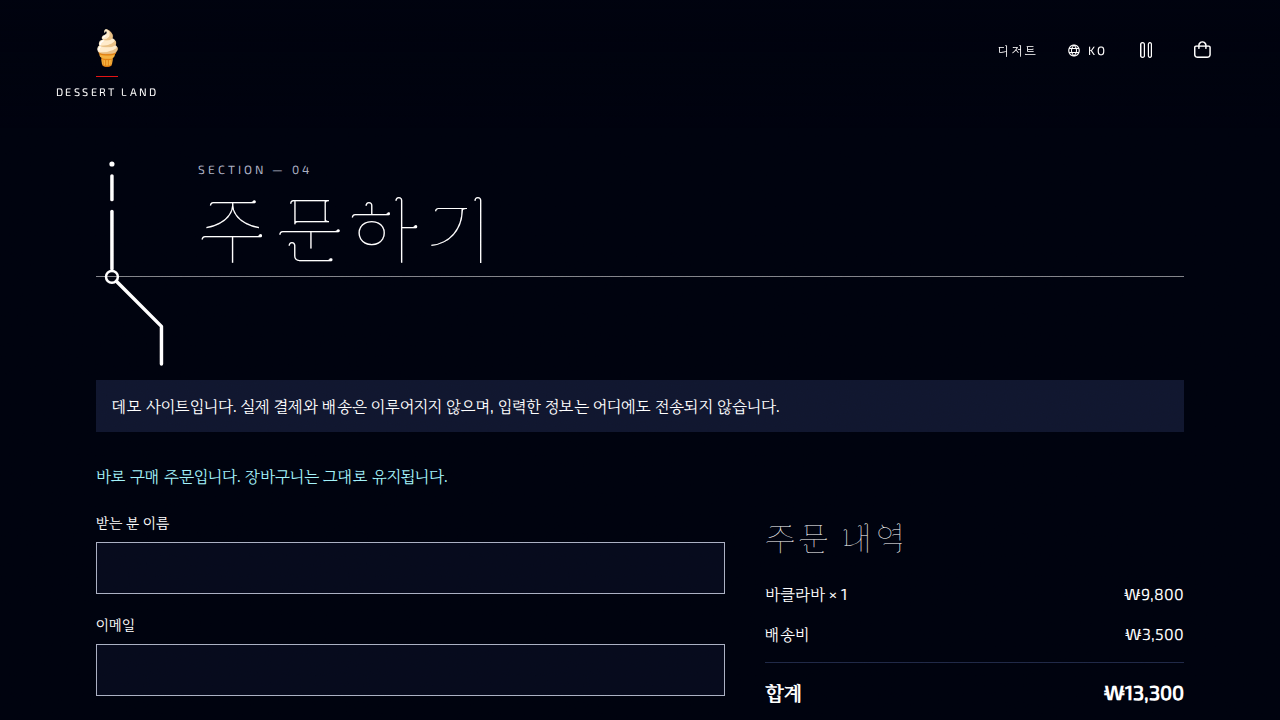 DESSERT LAND
디저트
KO
SECTION — 04
주문하기
데모 사이트입니다. 실제 결제와 배송은 이루어지지 않으며, 입력한 정보는 어디에도 전송되지 않습니다.
바로 구매 주문입니다. 장바구니는 그대로 유지됩니다.
받는 분 이름
이메일
주문 내역
바클라바 × 1
₩9,800
배송비
₩3,500
합계
₩13,300